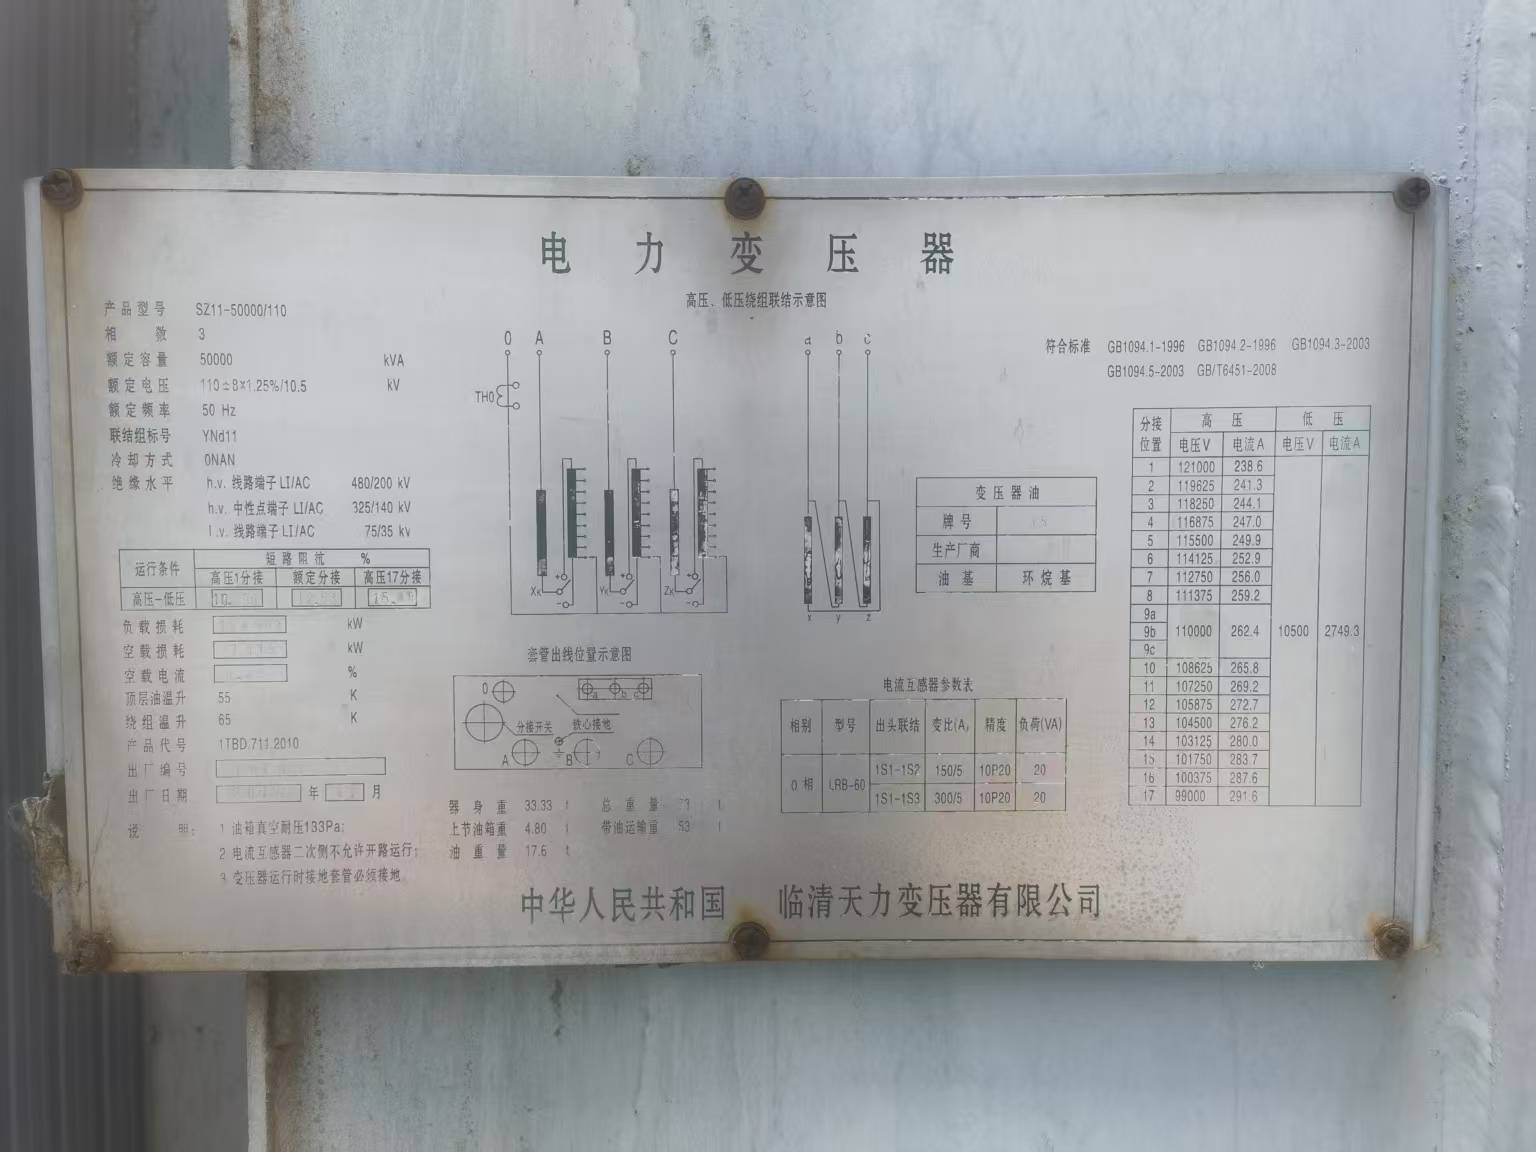 电力变压器
产品型号 SZ11-50000/110
相数 3
额定容量 50000 kVA
额定电压 110±8×1.25%/10.5 kV
额定频率 50 Hz
联结组标号 YNd11
冷却方式 ONAN
绝缘水平 h.v. 线路端子 LI/AC 480/200 kV
h.v. 中性点端子 LI/AC 325/140 kV
l.v. 线路端子 LI/AC 75/35 kv
运行条件 短路阻抗 %
高压1分接 额定分接 高压17分接
高压-低压
负载损耗 kW
空载损耗 kW
空载电流 %
顶层油温升 55 K
绕组温升 65 K
产品代号 1TBD.711.2010
出厂编号
出厂日期 年 月
说明: 1 油箱真空耐压133Pa;
2 电流互感器二次侧不允许开路运行;
3 变压器运行时接地套管必须接地
高压、低压绕组联结示意图
O A B C a b c
TH0
X Y Z x y z
+ + +
- - -
套管出线位置示意图
0 a b c
分接开关 铁心接地
A B C
器身重 33.33 t 总重量 t
上节油箱重 4.80 t 带油运输重 t
油重量 17.6 t
变压器油
牌号
生产厂商
油基 环烷基
电流互感器参数表
相别 型号 出头联结 变比(A) 精度 负荷(VA)
0相 LRB-60 1S1-1S2 150/5 10P20 20
1S1-1S3 300/5 10P20 20
符合标准 GB1094.1-1996 GB1094.2-1996 GB1094.3-2003
GB1094.5-2003 GB/T6451-2008
分接位置 高压 低压
电压V 电流A 电压V 电流A
1 121000 238.6
2 119625 241.3
3 118250 244.1
4 116875 247.0
5 115500 249.9
6 114125 252.9
7 112750 256.0
8 111375 259.2
9a
9b 110000 262.4 10500 2749.3
9c
10 108625 265.8
11 107250 269.2
12 105875 272.7
13 104500 276.2
14 103125 280.0
15 101750 283.7
16 100375 287.6
17 99000 291.6
中华人民共和国 临清天力变压器有限公司